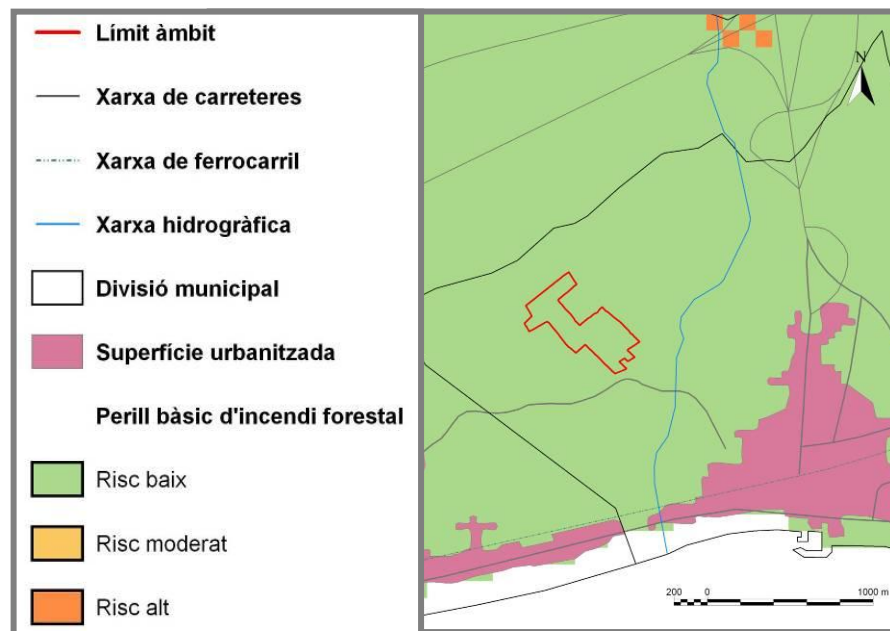 Límit àmbit
Xarxa de carreteres
Xarxa de ferrocarril
Xarxa hidrogràfica
Divisió municipal
Superfície urbanitzada
Perill bàsic d'incendi forestal
Risc baix
Risc moderat
Risc alt
N
200 0 1000 m